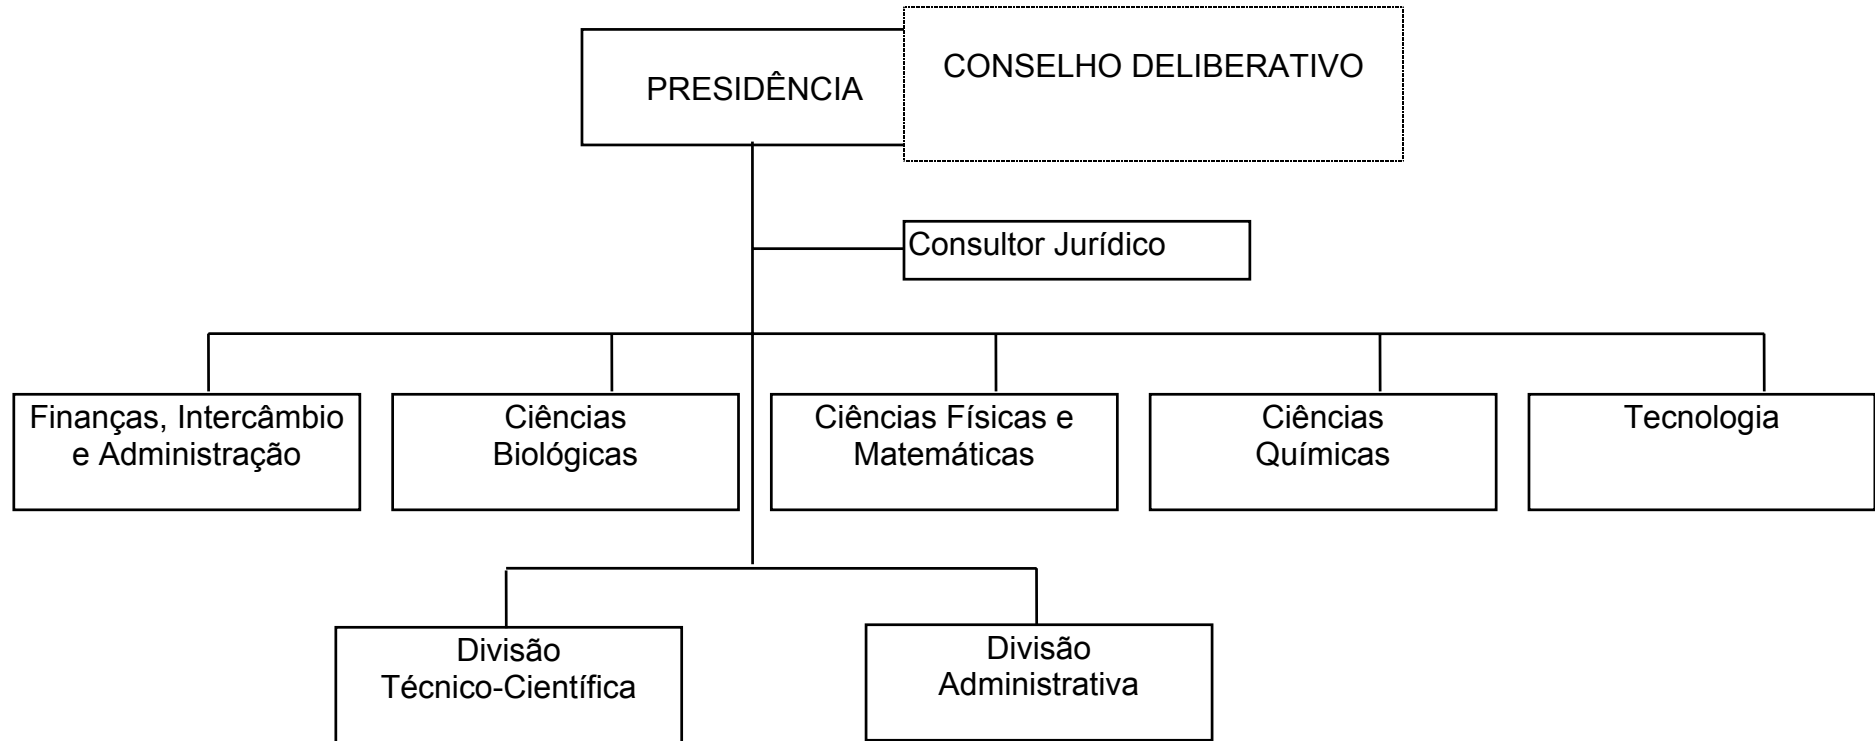 CONSELHO DELIBERATIVO
PRESIDÊNCIA
Consultor Jurídico
Finanças, Intercâmbio
e Administração
Ciências
Biológicas
Ciências Físicas e
Matemáticas
Ciências
Químicas
Tecnologia
Divisão
Técnico-Científica
Divisão
Administrativa